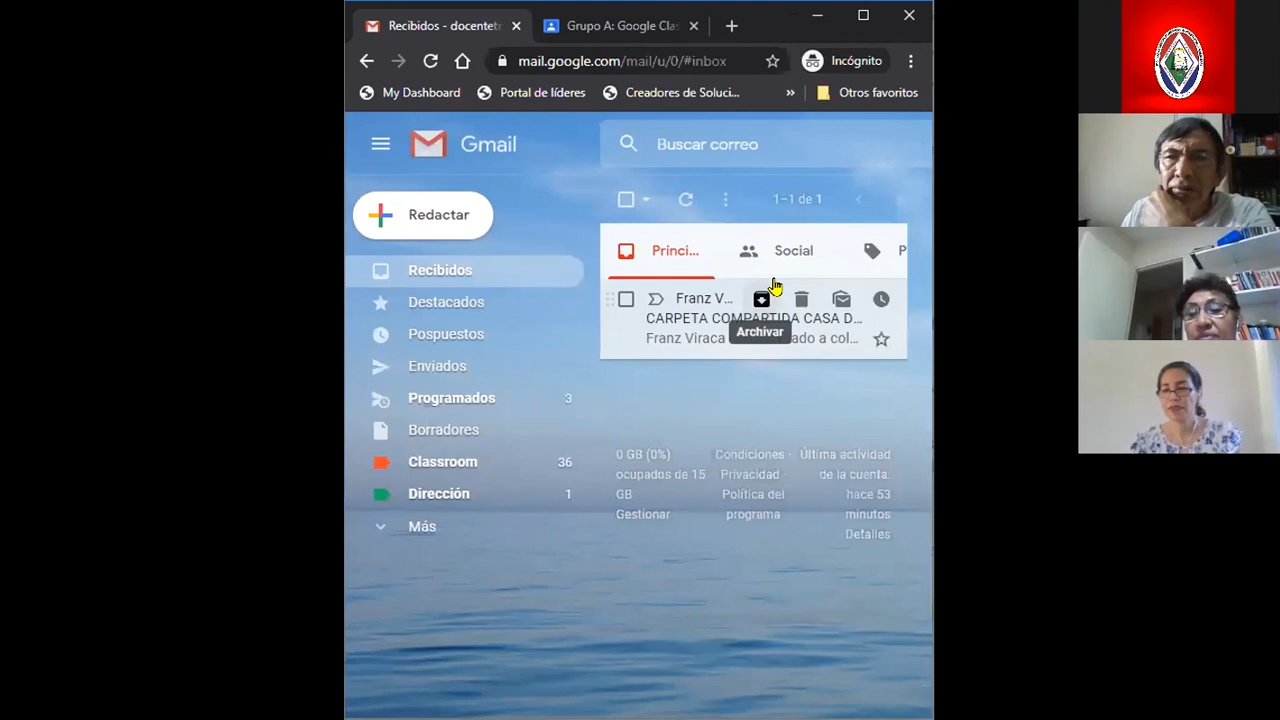 Recibidos - docentetr
Grupo A: Google Clas
mail.google.com/mail/u/0/#inbox
Incógnito
My Dashboard
Portal de líderes
Creadores de Soluci...
»
Otros favoritos
Gmail
Buscar correo
Redactar
1–1 de 1
Recibidos
Princi...
Social
P
Destacados
Franz V...
CARPETA COMPARTIDA CASA D...
Archivar
Franz Viraca
ado a col...
Pospuestos
Enviados
Programados 3
Borradores
Classroom 36
Dirección 1
Más
0 GB (0%)
ocupados de 15
GB
Gestionar
Condiciones ·
Privacidad ·
Política del
programa
Última actividad
de la cuenta:
hace 53
minutos
Detalles